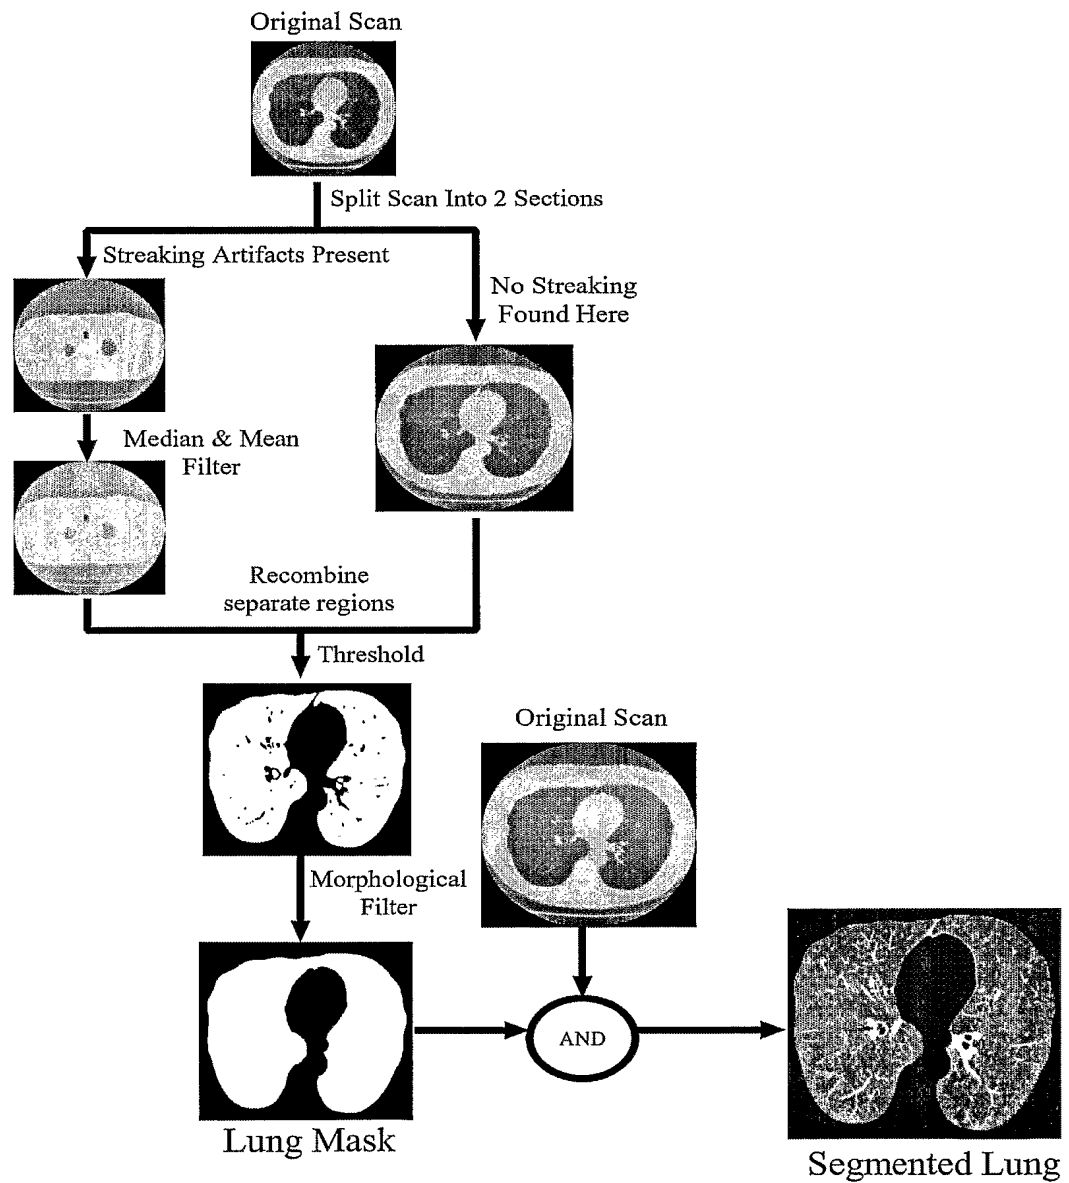 Original Scan
Split Scan Into 2 Sections
Streaking Artifacts Present
No Streaking
Found Here
Median & Mean
Filter
Recombine
separate regions
Threshold
Original Scan
Morphological
Filter
AND
Lung Mask
Segmented Lung